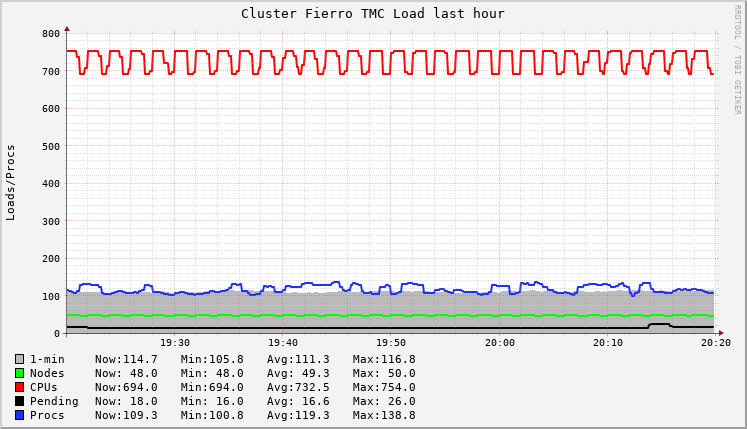 Cluster Fierro TMC Load last hour
RRDTOOL / TOBI OETIKER
Loads/Procs
800
700
600
500
400
300
200
100
0
19:30 19:40 19:50 20:00 20:10 20:20
1-min Now:114.7 Min:105.8 Avg:111.3 Max:116.8
Nodes Now: 48.0 Min: 48.0 Avg: 49.3 Max: 50.0
CPUs Now:694.0 Min:694.0 Avg:732.5 Max:754.0
Pending Now: 18.0 Min: 16.0 Avg: 16.6 Max: 26.0
Procs Now:109.3 Min:100.8 Avg:119.3 Max:138.8